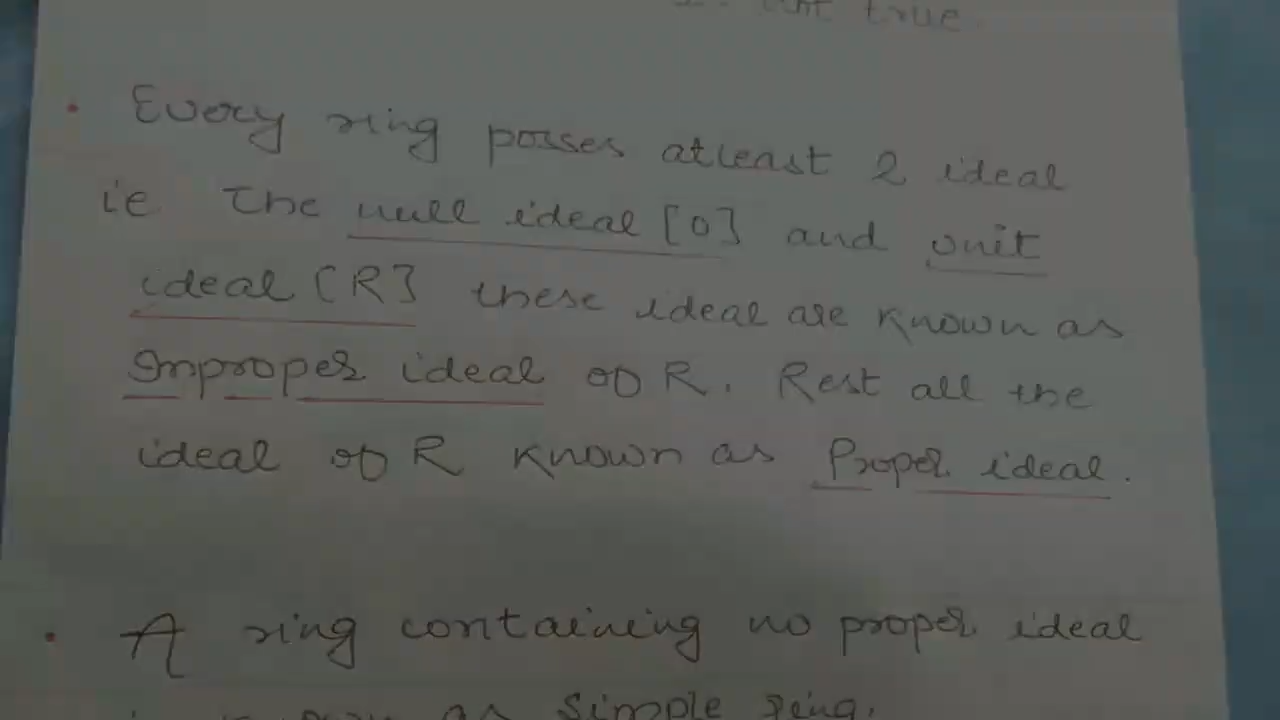 true.
• Every ring posses atleast 2 ideal
ie The null ideal [0] and unit
ideal [R] these ideal are known as
Improper ideal of R. Rest all the
ideal of R known as Proper ideal.
• A ring containing no proper ideal
as simple ring.